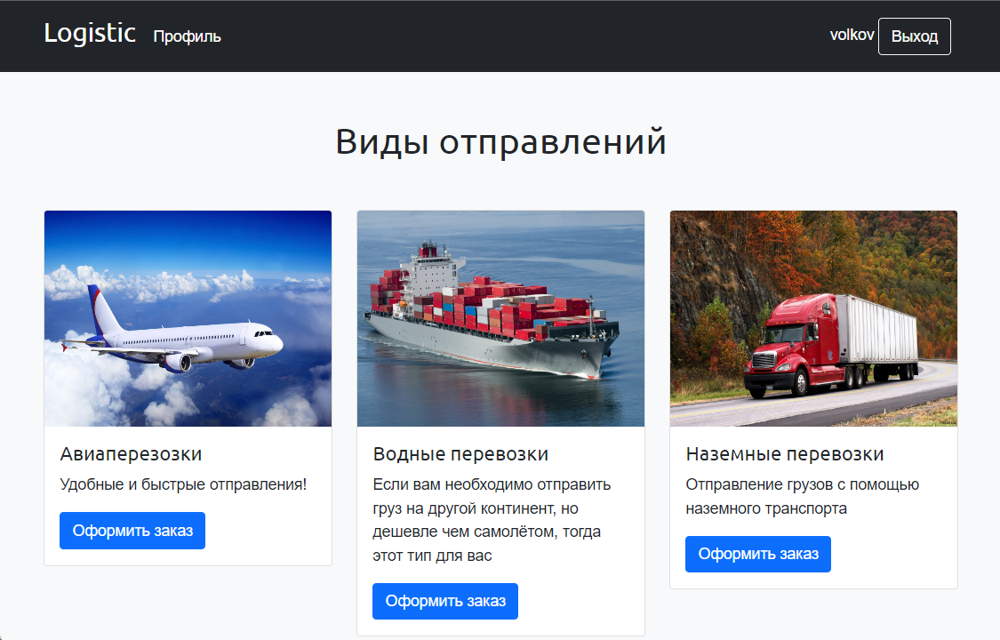 Logistic Профиль volkov Выход
Виды отправлений
Авиаперезозки
Удобные и быстрые отправления!
Оформить заказ
Водные перевозки
Если вам необходимо отправить
груз на другой континент, но
дешевле чем самолётом, тогда
этот тип для вас
Оформить заказ
Наземные перевозки
Отправление грузов с помощью
наземного транспорта
Оформить заказ